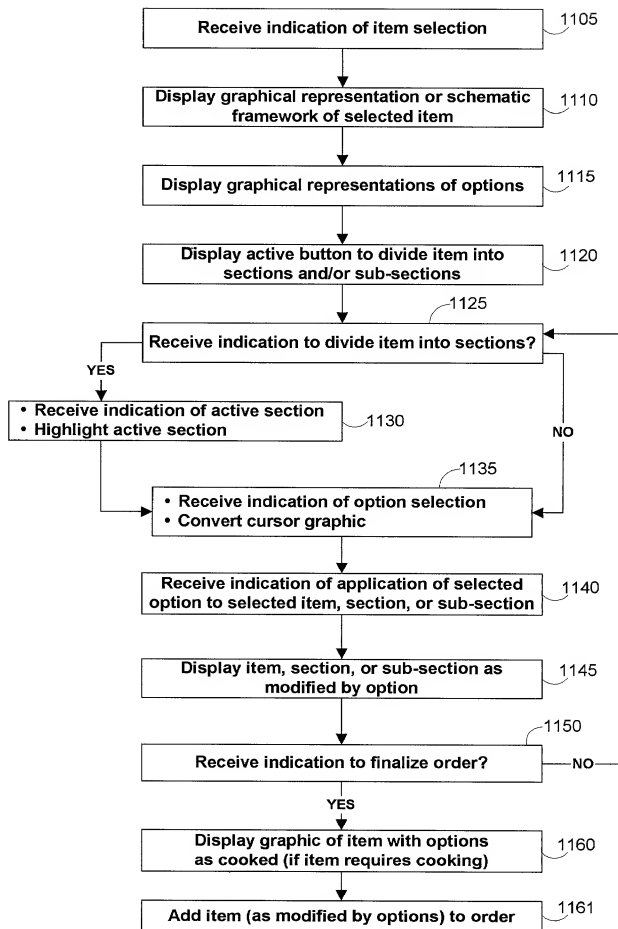 Receive indication of item selection
1105
Display graphical representation or schematic
framework of selected item
1110
Display graphical representations of options
1115
Display active button to divide item into
sections and/or sub-sections
1120
1125
Receive indication to divide item into sections?
YES
• Receive indication of active section
• Highlight active section
1130
NO
1135
• Receive indication of option selection
• Convert cursor graphic
Receive indication of application of selected
option to selected item, section, or sub-section
1140
Display item, section, or sub-section as
modified by option
1145
1150
Receive indication to finalize order?
NO
YES
Display graphic of item with options
as cooked (if item requires cooking)
1160
Add item (as modified by options) to order
1161